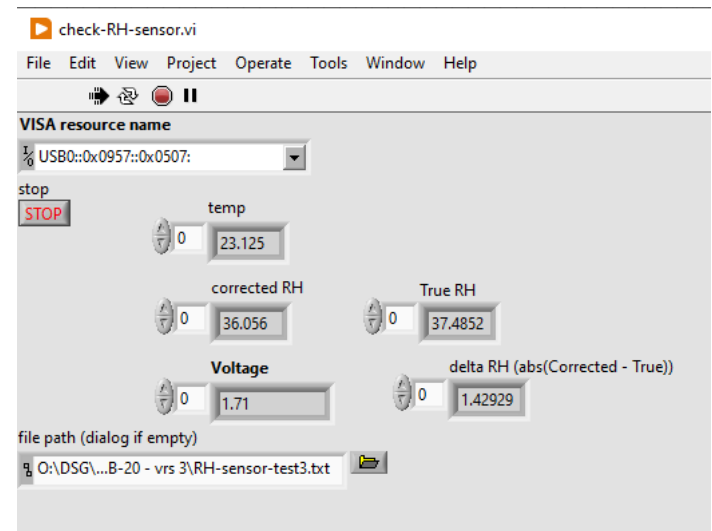 check-RH-sensor.vi
File Edit View Project Operate Tools Window Help
VISA resource name
I/O USB0::0x0957::0x0507:
stop
STOP
temp
0 23.125
corrected RH True RH
0 36.056 0 37.4852
Voltage delta RH (abs(Corrected - True))
0 1.71 0 1.42929
file path (dialog if empty)
O:\DSG\...B-20 - vrs 3\RH-sensor-test3.txt